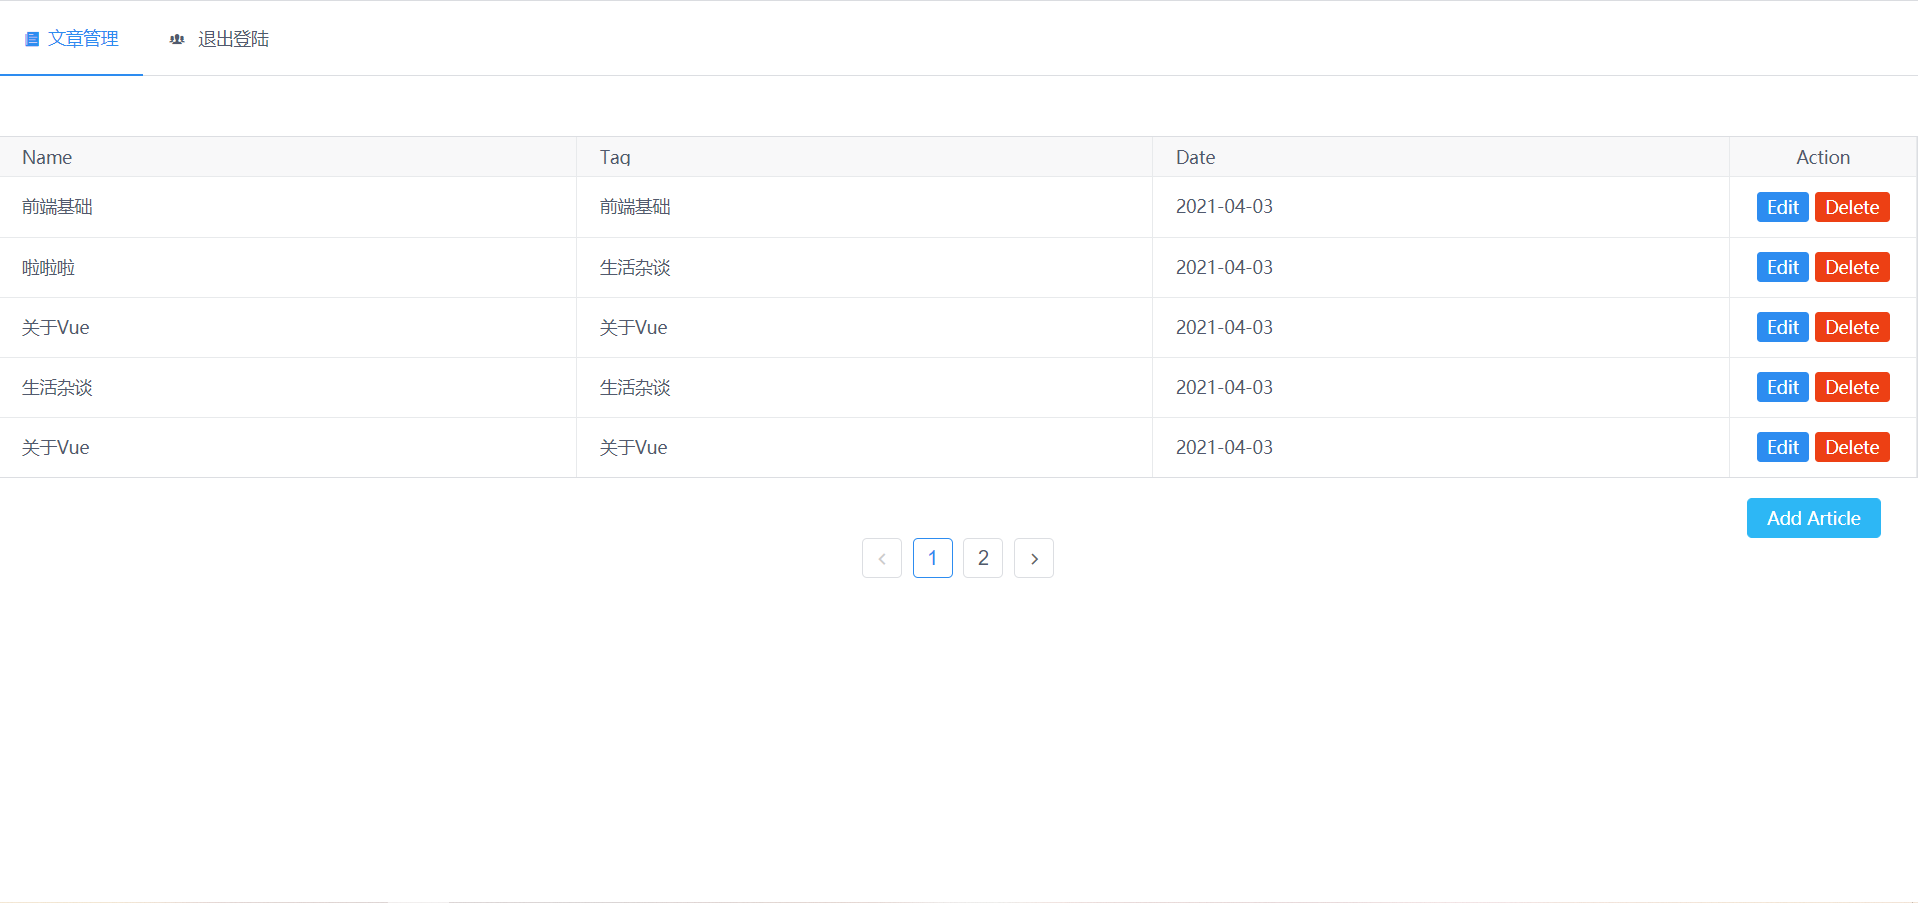 文章管理 退出登陆
Name Tag Date Action
前端基础 前端基础 2021-04-03 Edit Delete
啦啦啦 生活杂谈 2021-04-03 Edit Delete
关于Vue 关于Vue 2021-04-03 Edit Delete
生活杂谈 生活杂谈 2021-04-03 Edit Delete
关于Vue 关于Vue 2021-04-03 Edit Delete
Add Article
1 2